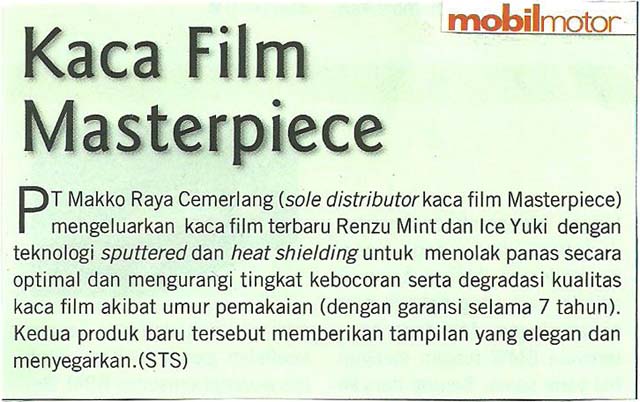 mobilmotor
Kaca Film
Masterpiece
PT Makko Raya Cemerlang (sole distributor kaca film Masterpiece)
mengeluarkan kaca film terbaru Renzu Mint dan Ice Yuki dengan
teknologi sputtered dan heat shielding untuk menolak panas secara
optimal dan mengurangi tingkat kebocoran serta degradasi kualitas
kaca film akibat umur pemakaian (dengan garansi selama 7 tahun).
Kedua produk baru tersebut memberikan tampilan yang elegan dan
menyegarkan.(STS)